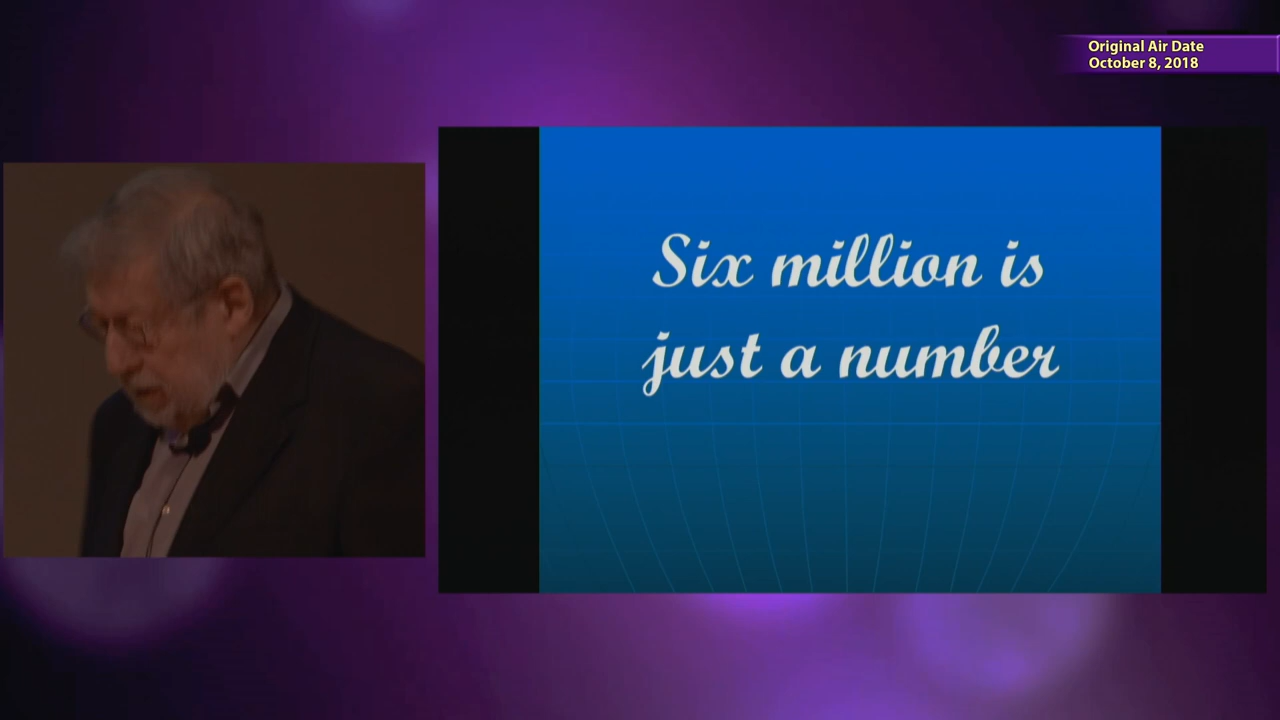 Original Air Date
October 8, 2018
Six million is
just a number